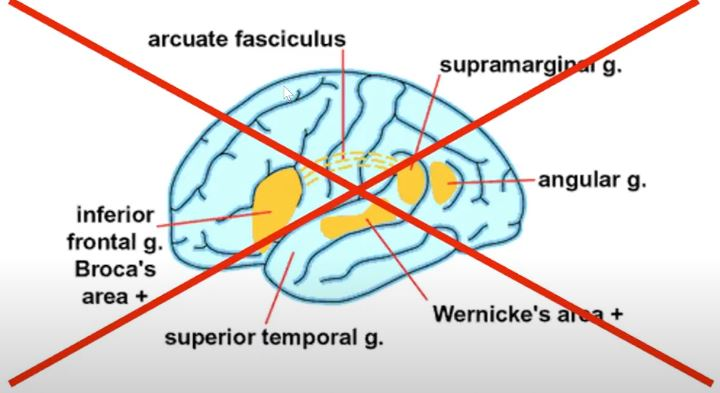 arcuate fasciculus
supramarginal g.
angular g.
inferior
frontal g.
Broca's
area +
Wernicke's area +
superior temporal g.